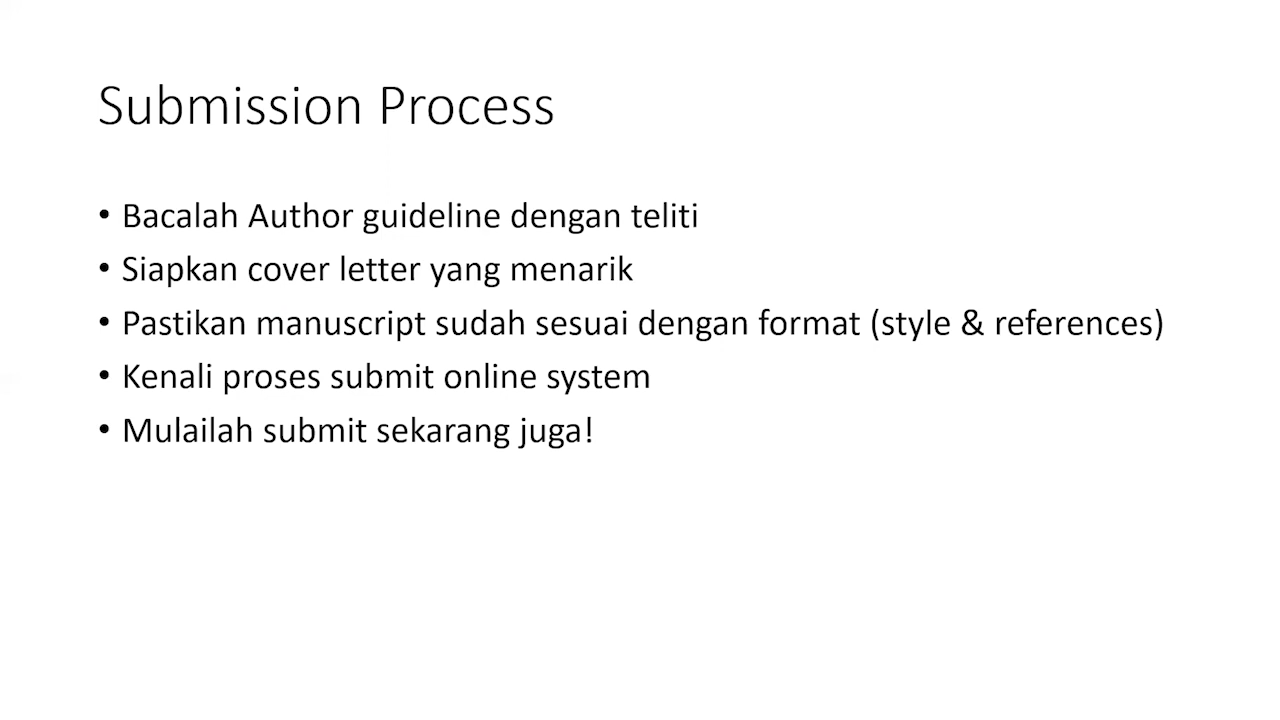 Submission Process
• Bacalah Author guideline dengan teliti
• Siapkan cover letter yang menarik
• Pastikan manuscript sudah sesuai dengan format (style & references)
• Kenali proses submit online system
• Mulailah submit sekarang juga!